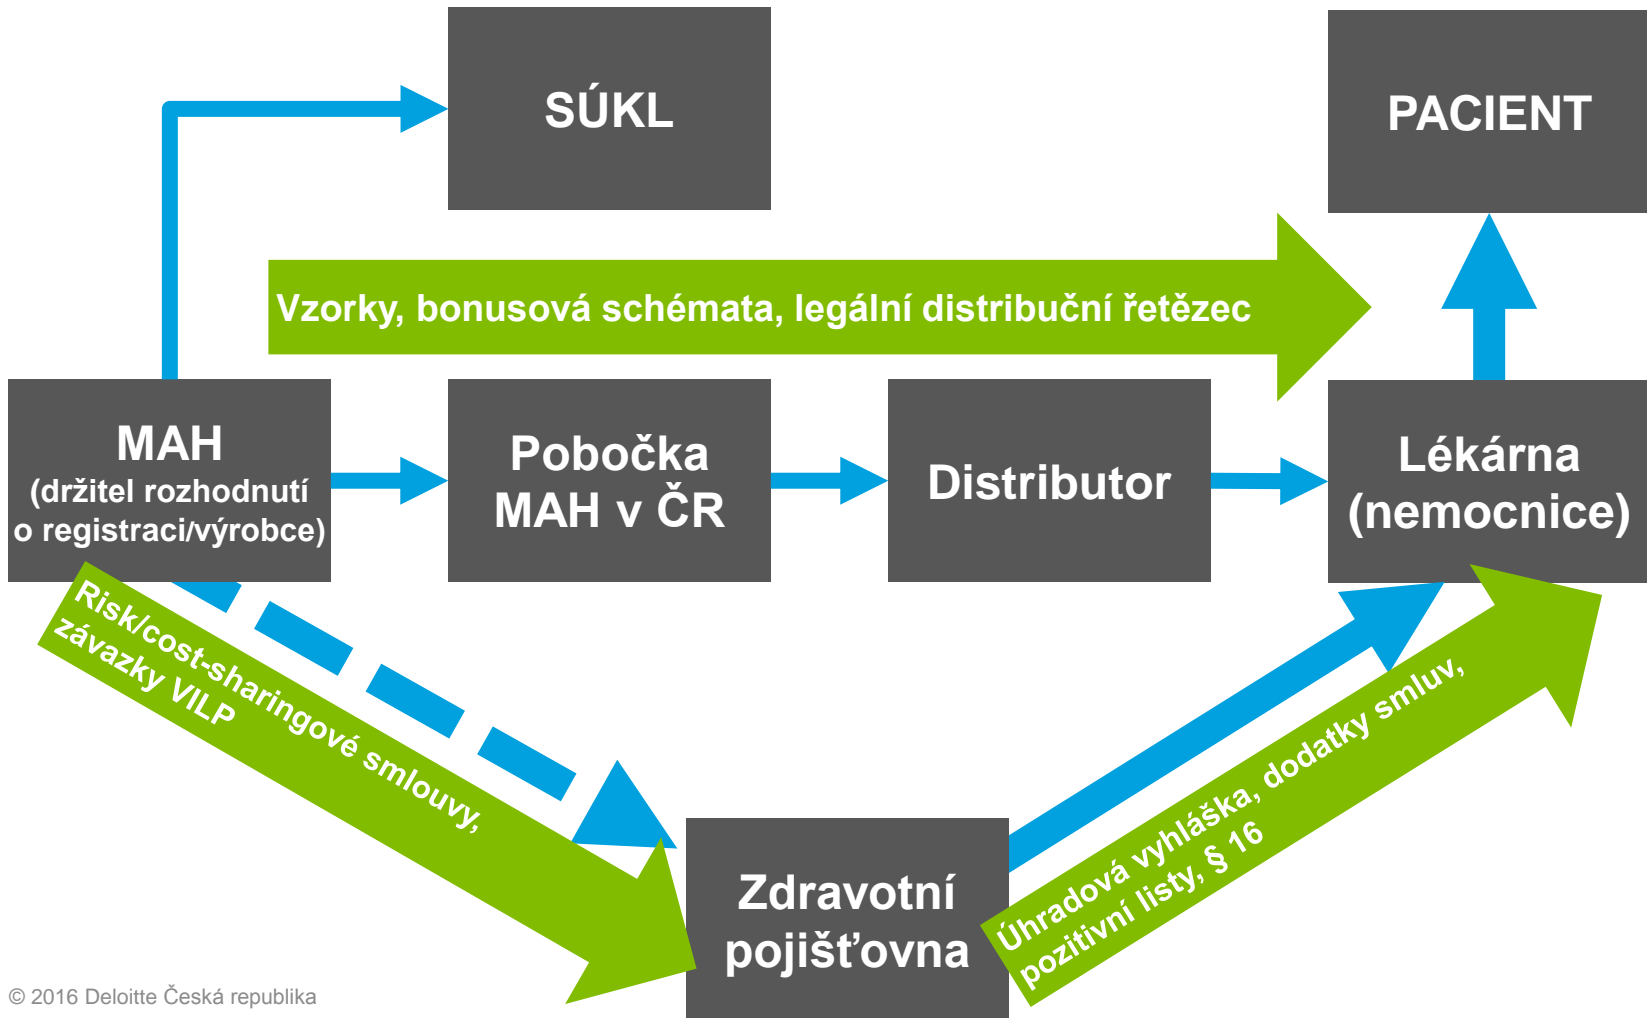 SÚKL
PACIENT
Vzorky, bonusová schémata, legální distribuční řetězec
MAH
(držitel rozhodnutí
o registraci/výrobce)
Pobočka
MAH v ČR
Distributor
Lékárna
(nemocnice)
Risk/cost-sharingové smlouvy,
závazky VILP
Úhradová vyhláška, dodatky smluv,
pozitivní listy, § 16
Zdravotní
pojišťovna
© 2016 Deloitte Česká republika